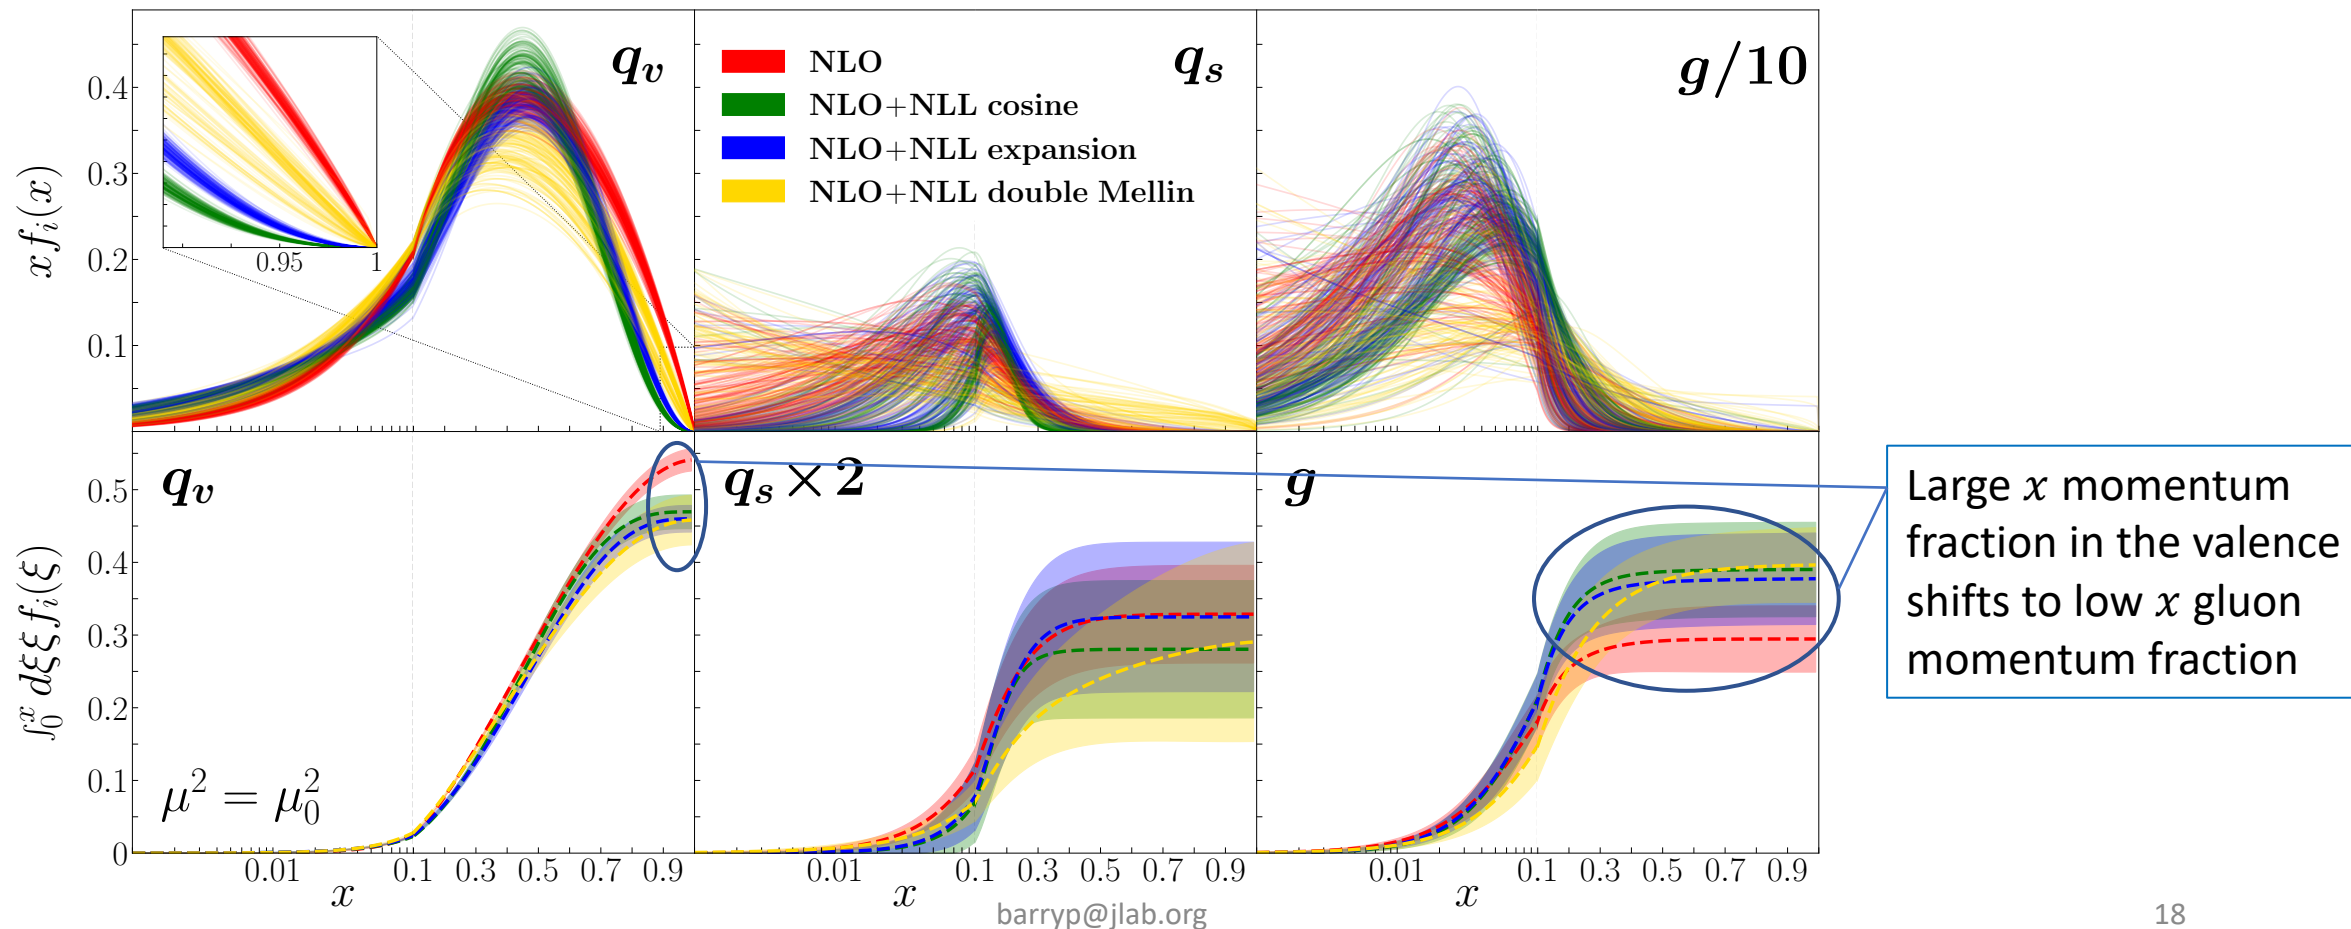 q_v
q_s
g/10
NLO
NLO+NLL cosine
NLO+NLL expansion
NLO+NLL double Mellin
x f_i(x)
0.4
0.3
0.2
0.1
0.95 1
q_v
q_s × 2
g
∫_0^x dξ ξ f_i(ξ)
0.5
0.4
0.3
0.2
0.1
0
μ² = μ₀²
0.01 0.1 0.3 0.5 0.7 0.9
0.01 0.1 0.3 0.5 0.7 0.9
0.01 0.1 0.3 0.5 0.7 0.9
x
x
x
Large x momentum
fraction in the valence
shifts to low x gluon
momentum fraction
barryp@jlab.org
18